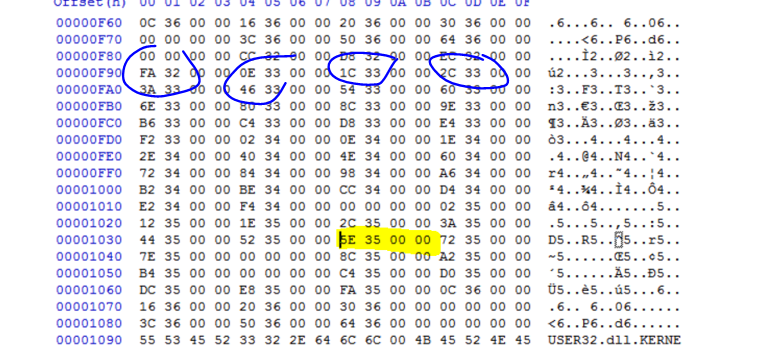 Offset(h) 00 01 02 03 04 05 06 07 08 09 0A 0B 0C 0D 0E 0F
00000F60 0C 36 00 00 16 36 00 00 20 36 00 00 30 36 00 00 .6...6.. 6..06..
00000F70 00 00 00 00 3C 36 00 00 50 36 00 00 64 36 00 00 ....<6..P6..d6..
00000F80 00 00 00 00 CC 32 00 00 D8 32 00 00 EC 32 00 00 ....Ì2..Ø2..ì2..
00000F90 FA 32 00 00 0E 33 00 00 1C 33 00 00 2C 33 00 00 ú2...3...3..,3..
00000FA0 3A 33 00 00 46 33 00 00 54 33 00 00 60 33 00 00 :3..F3..T3..`3..
00000FB0 6E 33 00 00 80 33 00 00 8C 33 00 00 9E 33 00 00 n3..€3..Œ3..ž3..
00000FC0 B6 33 00 00 C4 33 00 00 D8 33 00 00 E4 33 00 00 ¶3..Ä3..Ø3..ä3..
00000FD0 F2 33 00 00 02 34 00 00 0E 34 00 00 1E 34 00 00 ò3...4...4...4..
00000FE0 2E 34 00 00 40 34 00 00 4E 34 00 00 60 34 00 00 .4..@4..N4..`4..
00000FF0 72 34 00 00 84 34 00 00 98 34 00 00 A6 34 00 00 r4..„4..˜4..¦4..
00001000 B2 34 00 00 BE 34 00 00 CC 34 00 00 D4 34 00 00 ²4..¾4..Ì4..Ô4..
00001010 E2 34 00 00 F4 34 00 00 00 00 00 00 02 35 00 00 â4..ô4.......5..
00001020 12 35 00 00 1E 35 00 00 2C 35 00 00 3A 35 00 00 .5...5..,5..:5..
00001030 44 35 00 00 52 35 00 00 5E 35 00 00 72 35 00 00 D5..R5..^5..r5..
00001040 7E 35 00 00 00 00 00 00 8C 35 00 00 A2 35 00 00 ~5......Œ5..¢5..
00001050 B4 35 00 00 00 00 00 00 C4 35 00 00 D0 35 00 00 ´5......Ä5..Ð5..
00001060 DC 35 00 00 E8 35 00 00 FA 35 00 00 0C 36 00 00 Ü5..è5..ú5...6..
00001070 16 36 00 00 20 36 00 00 30 36 00 00 00 00 00 00 .6.. 6..06......
00001080 3C 36 00 00 50 36 00 00 64 36 00 00 00 00 00 00 <6..P6..d6......
00001090 55 53 45 52 33 32 2E 64 6C 6C 00 4B 45 52 4E 45 USER32.dll.KERNE